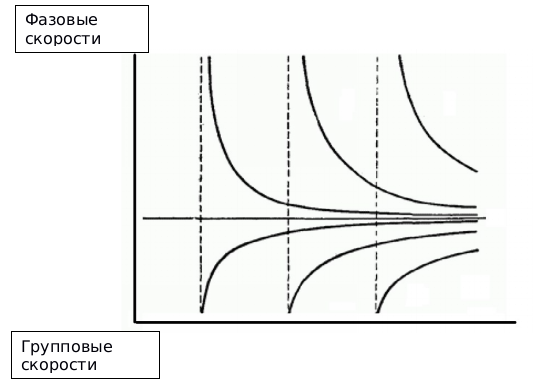 Фазовые
скорости
Групповые
скорости